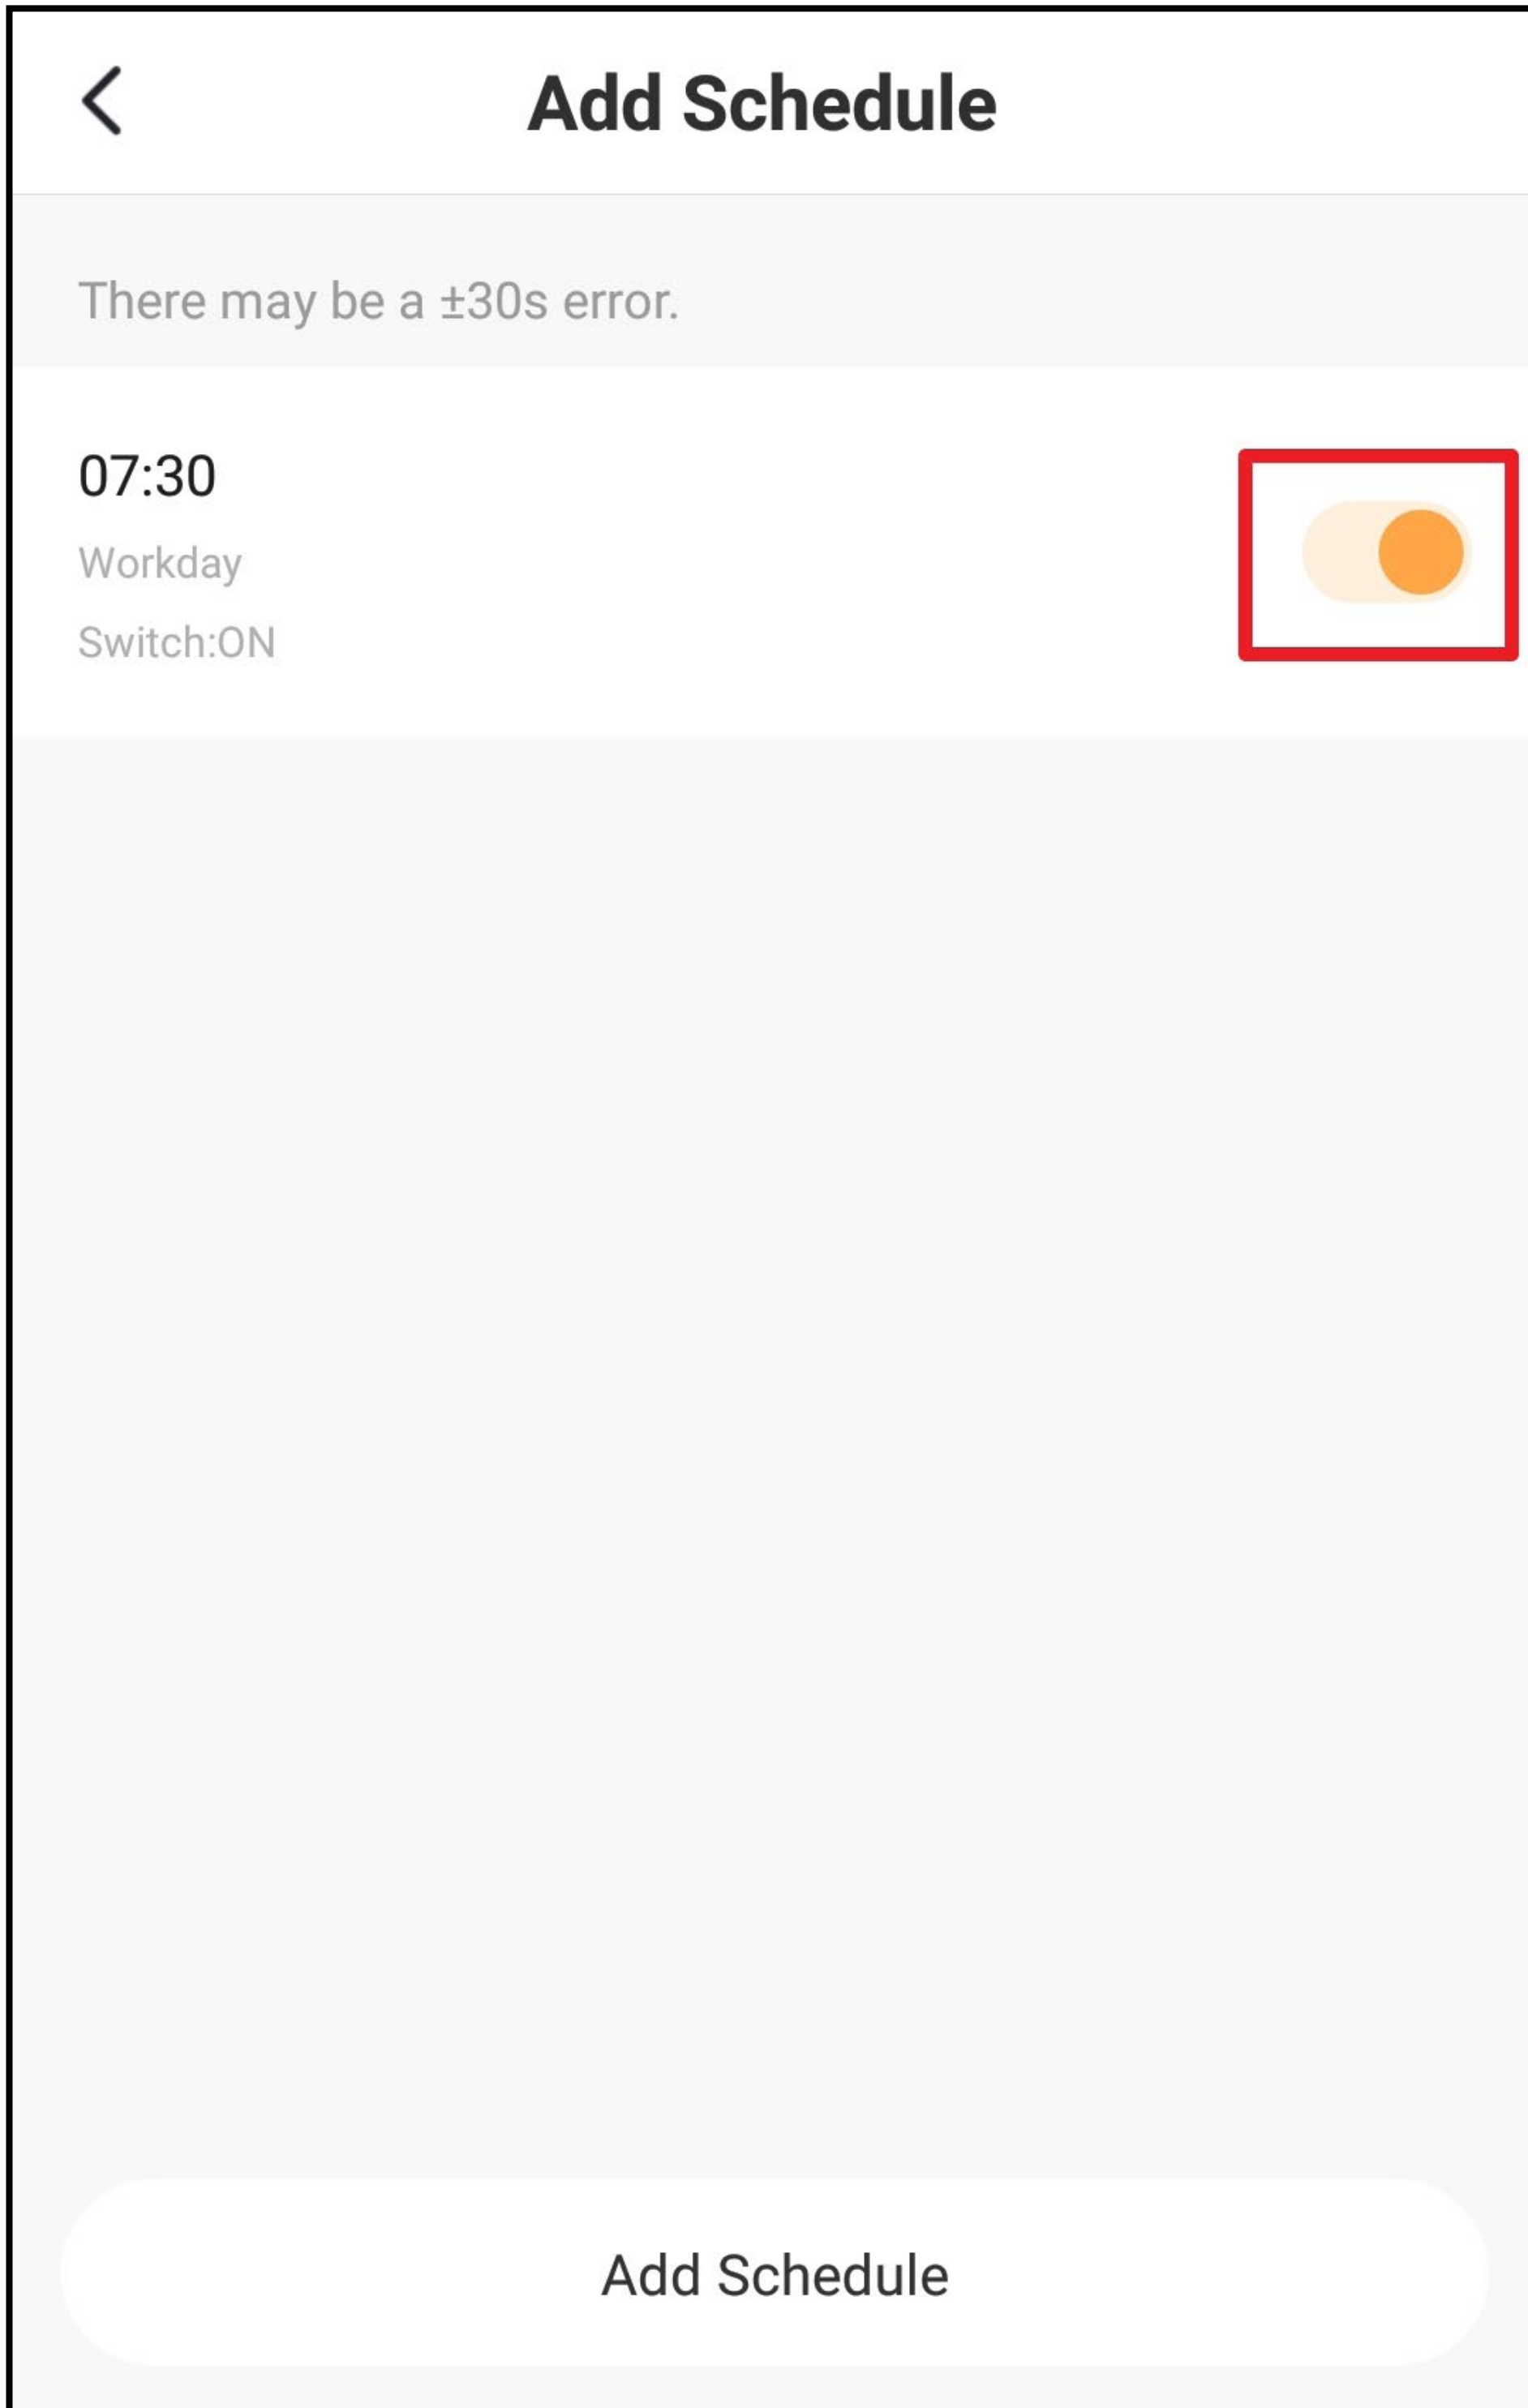 Add Schedule
There may be a ±30s error.
07:30
Workday
Switch:ON
Add Schedule